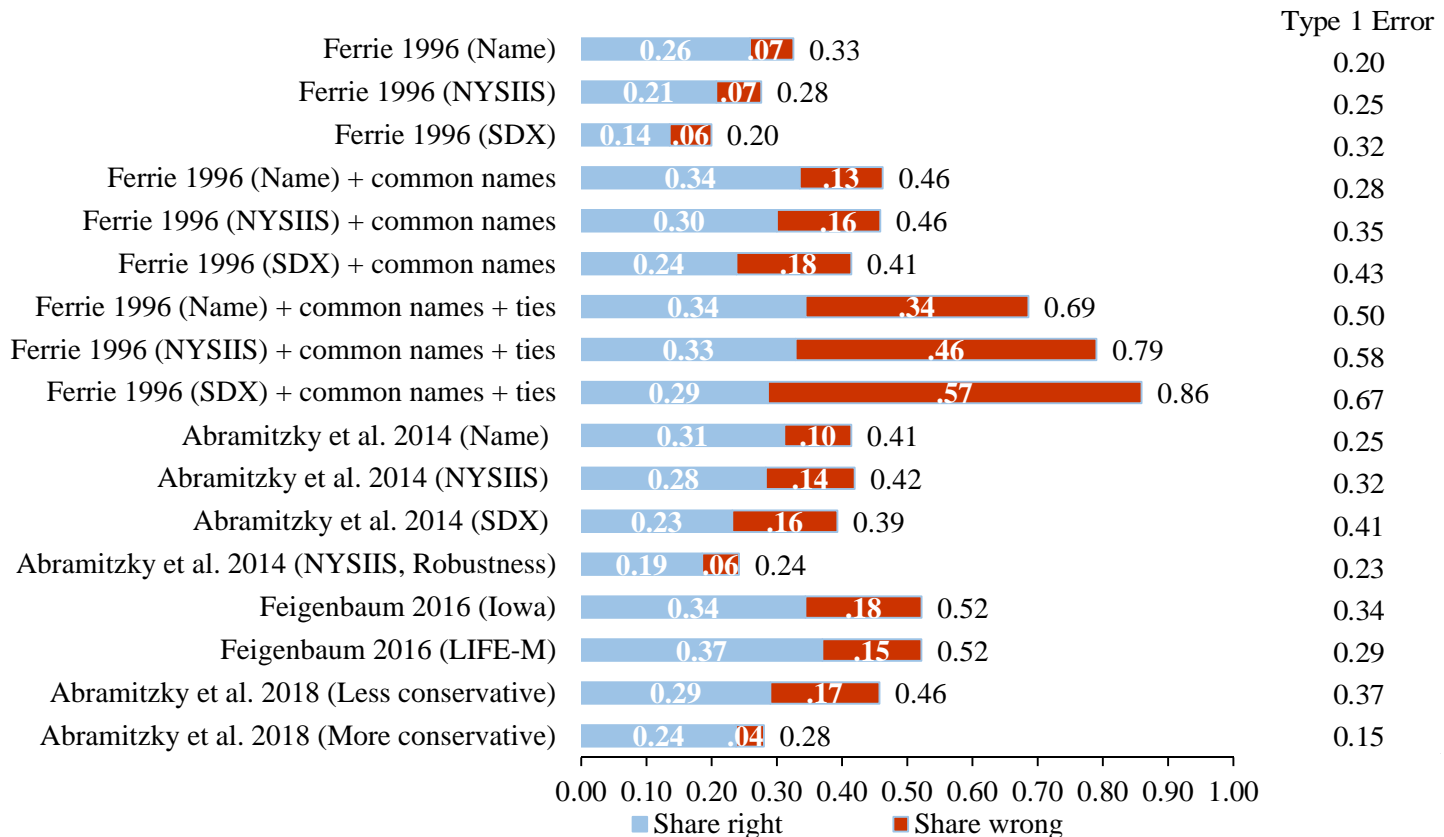 Type 1 Error
Ferrie 1996 (Name) 0.26 .07 0.33 0.20
Ferrie 1996 (NYSIIS) 0.21 .07 0.28 0.25
Ferrie 1996 (SDX) 0.14 .06 0.20 0.32
Ferrie 1996 (Name) + common names 0.34 .13 0.46 0.28
Ferrie 1996 (NYSIIS) + common names 0.30 .16 0.46 0.35
Ferrie 1996 (SDX) + common names 0.24 .18 0.41 0.43
Ferrie 1996 (Name) + common names + ties 0.34 .34 0.69 0.50
Ferrie 1996 (NYSIIS) + common names + ties 0.33 .46 0.79 0.58
Ferrie 1996 (SDX) + common names + ties 0.29 .57 0.86 0.67
Abramitzky et al. 2014 (Name) 0.31 .10 0.41 0.25
Abramitzky et al. 2014 (NYSIIS) 0.28 .14 0.42 0.32
Abramitzky et al. 2014 (SDX) 0.23 .16 0.39 0.41
Abramitzky et al. 2014 (NYSIIS, Robustness) 0.19 .06 0.24 0.23
Feigenbaum 2016 (Iowa) 0.34 .18 0.52 0.34
Feigenbaum 2016 (LIFE-M) 0.37 .15 0.52 0.29
Abramitzky et al. 2018 (Less conservative) 0.29 .17 0.46 0.37
Abramitzky et al. 2018 (More conservative) 0.24 .04 0.28 0.15
0.00 0.10 0.20 0.30 0.40 0.50 0.60 0.70 0.80 0.90 1.00
Share right Share wrong